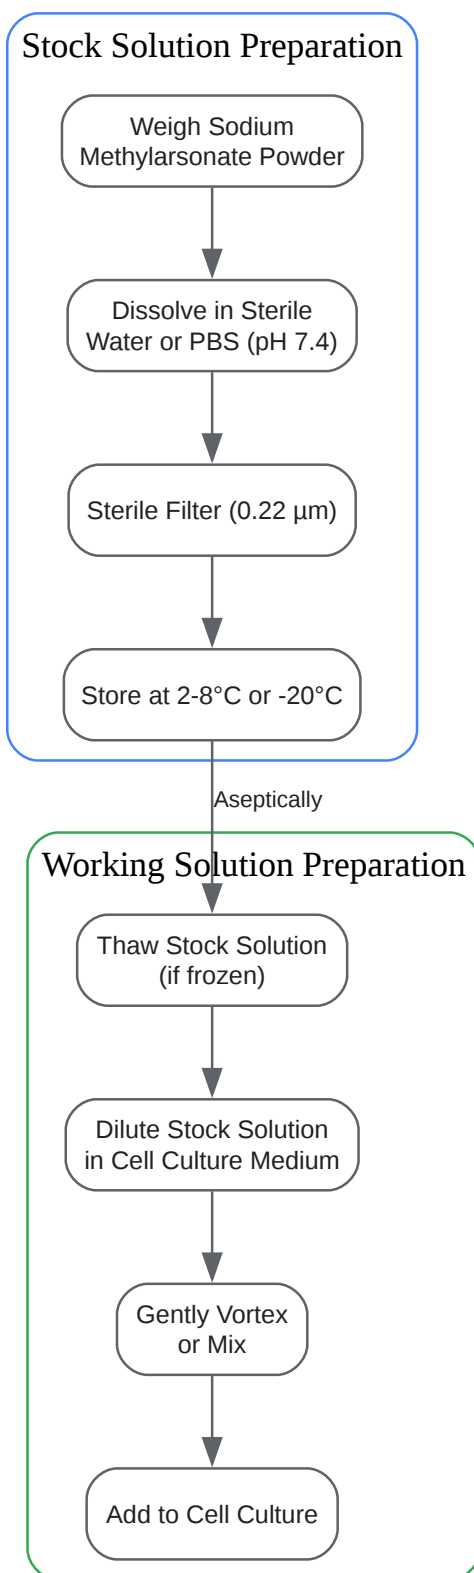 Stock Solution Preparation
Weigh Sodium
Methylarsonate Powder
Dissolve in Sterile
Water or PBS (pH 7.4)
Sterile Filter (0.22 µm)
Store at 2-8°C or -20°C
Aseptically
Working Solution Preparation
Thaw Stock Solution
(if frozen)
Dilute Stock Solution
in Cell Culture Medium
Gently Vortex
or Mix
Add to Cell Culture